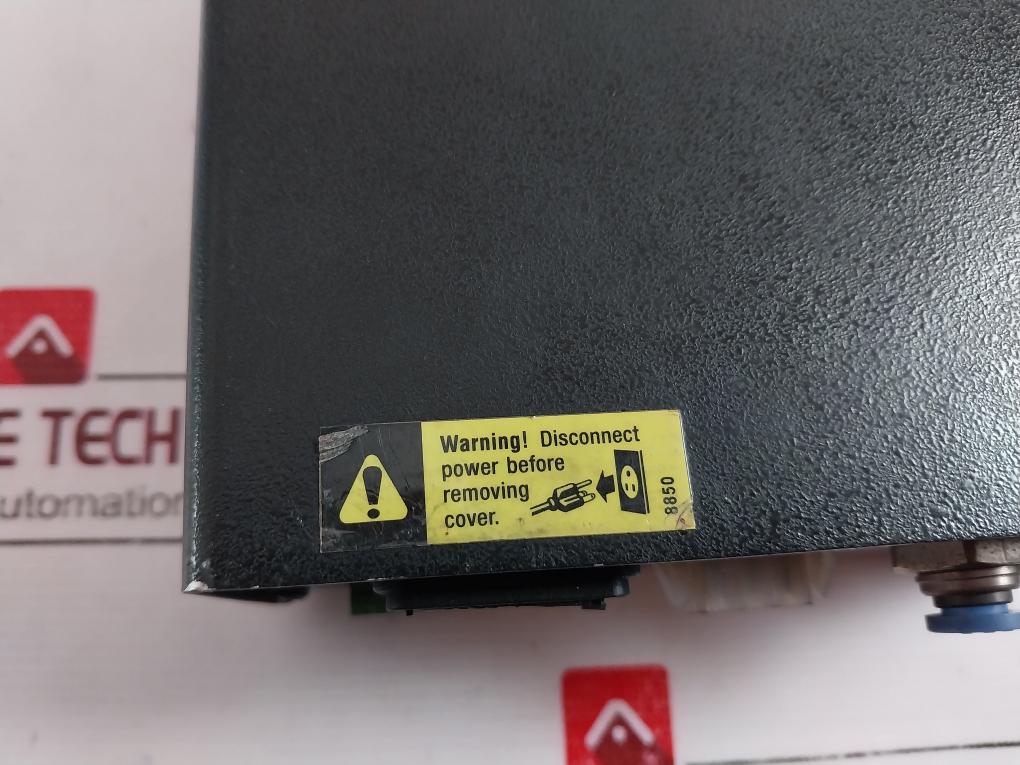 E TECH
utomation
Warning! Disconnect
power before
removing
cover.
8850